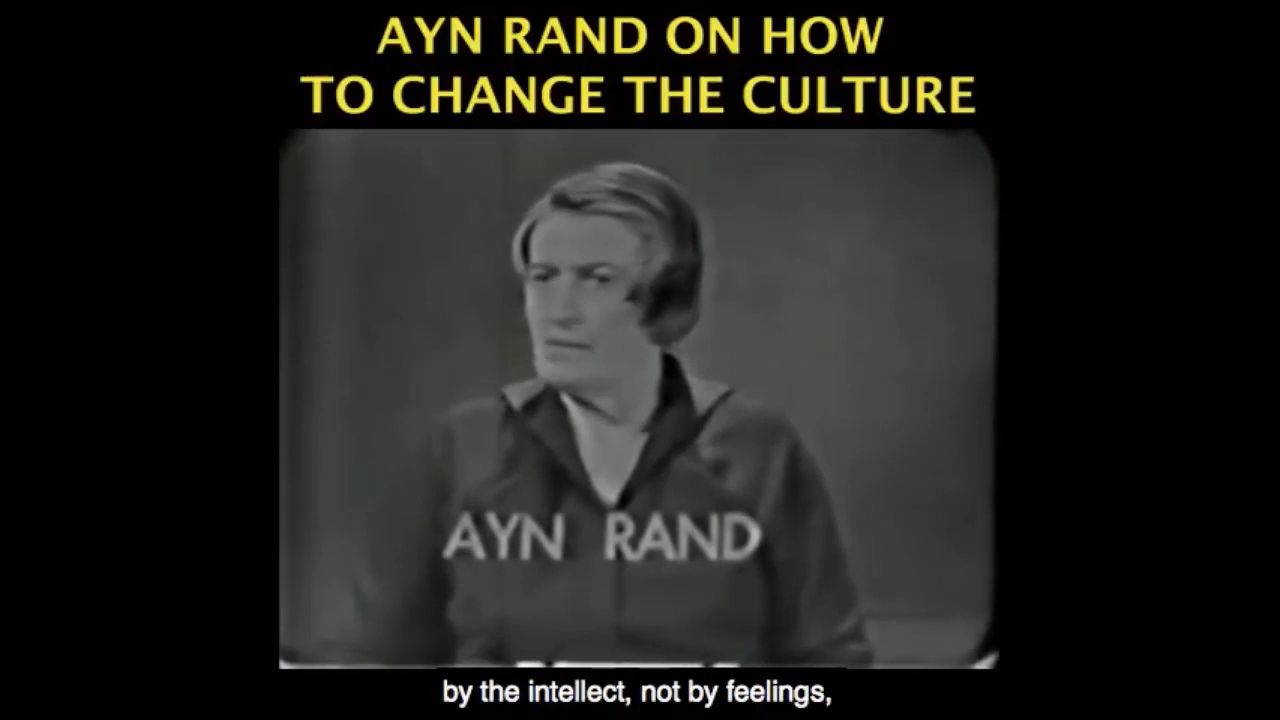 AYN RAND ON HOW
TO CHANGE THE CULTURE
AYN RAND
by the intellect, not by feelings,